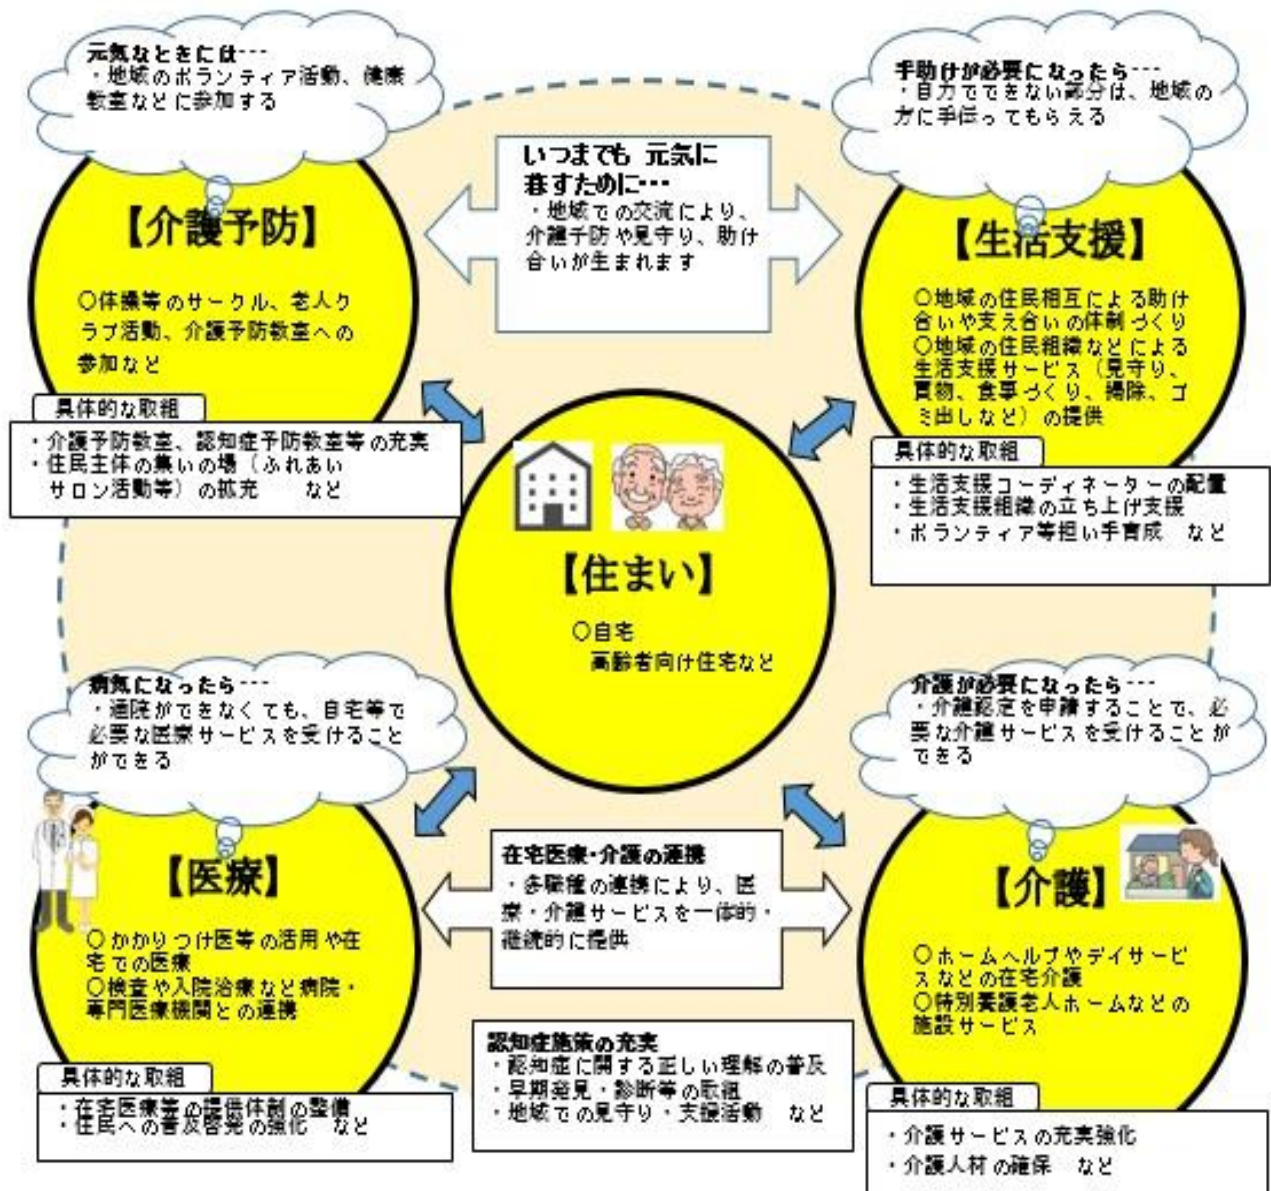 元気なときには…
・地域のボランティア活動、健康
教室などに参加する
【介護予防】
○体操等のサークル、老人ク
ラブ活動、介護予防教室への
参加など
具体的な取組
・介護予防教室、認知症予防教室等の充実
・住民主体の集いの場（ふれあい
サロン活動等）の拡充　など
いつまでも 元気に
暮すために…
・地域での交流により、
介護予防や見守り、助け
合いが生まれます
手助けが必要になったら…
・自力でできない部分は、地域の
方に手伝ってもらえる
【生活支援】
○地域の住民相互による助け
合いや支え合いの体制づくり
○地域の住民組織などによる
生活支援サービス（見守り、
買物、食事づくり、掃除、ゴ
ミ出しなど）の提供
具体的な取組
・生活支援コーディネーターの配置
・生活支援組織の立ち上げ支援
・ボランティア等担い手育成　など
【住まい】
○自宅
高齢者向け住宅など
病気になったら…
・通院ができなくても、自宅等で
必要な医療サービスを受けること
ができる
【医療】
○かかりつけ医等の活用や在
宅での医療
○検査や入院治療など病院・
専門医療機関との連携
具体的な取組
・在宅医療等の提供体制の整備
・住民への普及啓発の強化　など
在宅医療・介護の連携
・多職種の連携により、医
療・介護サービスを一体的・
継続的に提供
認知症施策の充実
・認知症に関する正しい理解の普及
・早期発見・診断等の取組
・地域での見守り・支援活動　など
介護が必要になったら…
・介護認定を申請することで、必
要な介護サービスを受けることが
できる
【介護】
○ホームヘルプやデイサービ
スなどの在宅介護
○特別養護老人ホームなどの
施設サービス
具体的な取組
・介護サービスの充実強化
・介護人材の確保　など